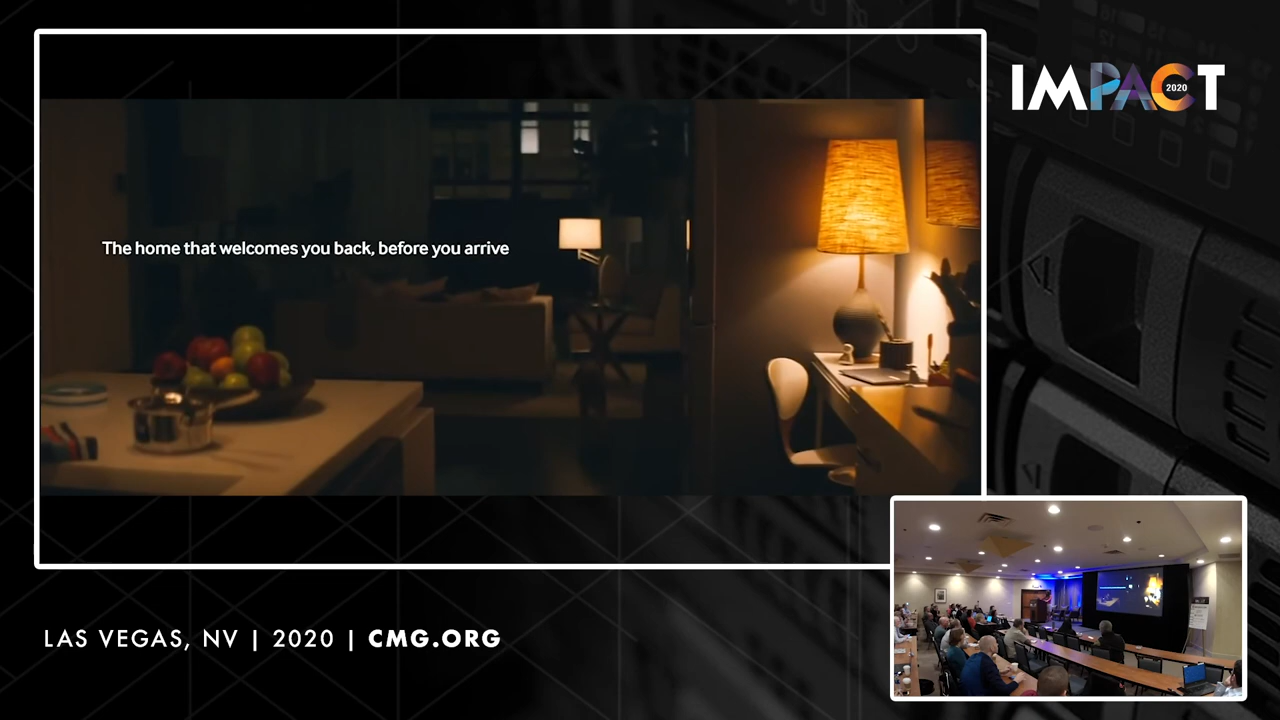 IMPACT
2020
The home that welcomes you back, before you arrive
LAS VEGAS, NV | 2020 | CMG.ORG